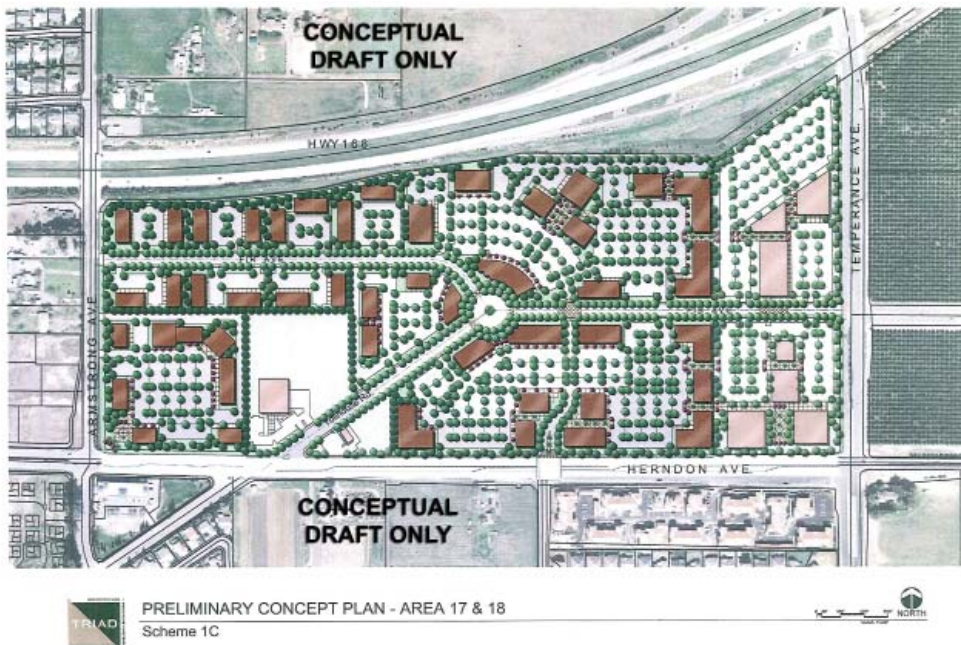 CONCEPTUAL
DRAFT ONLY
HWY 168
TEMPERANCE AVE.
ARMSTRONG AVE
HERNDON AVE
CONCEPTUAL
DRAFT ONLY
TRIAD
PRELIMINARY CONCEPT PLAN - AREA 17 & 18
Scheme 1C
NORTH